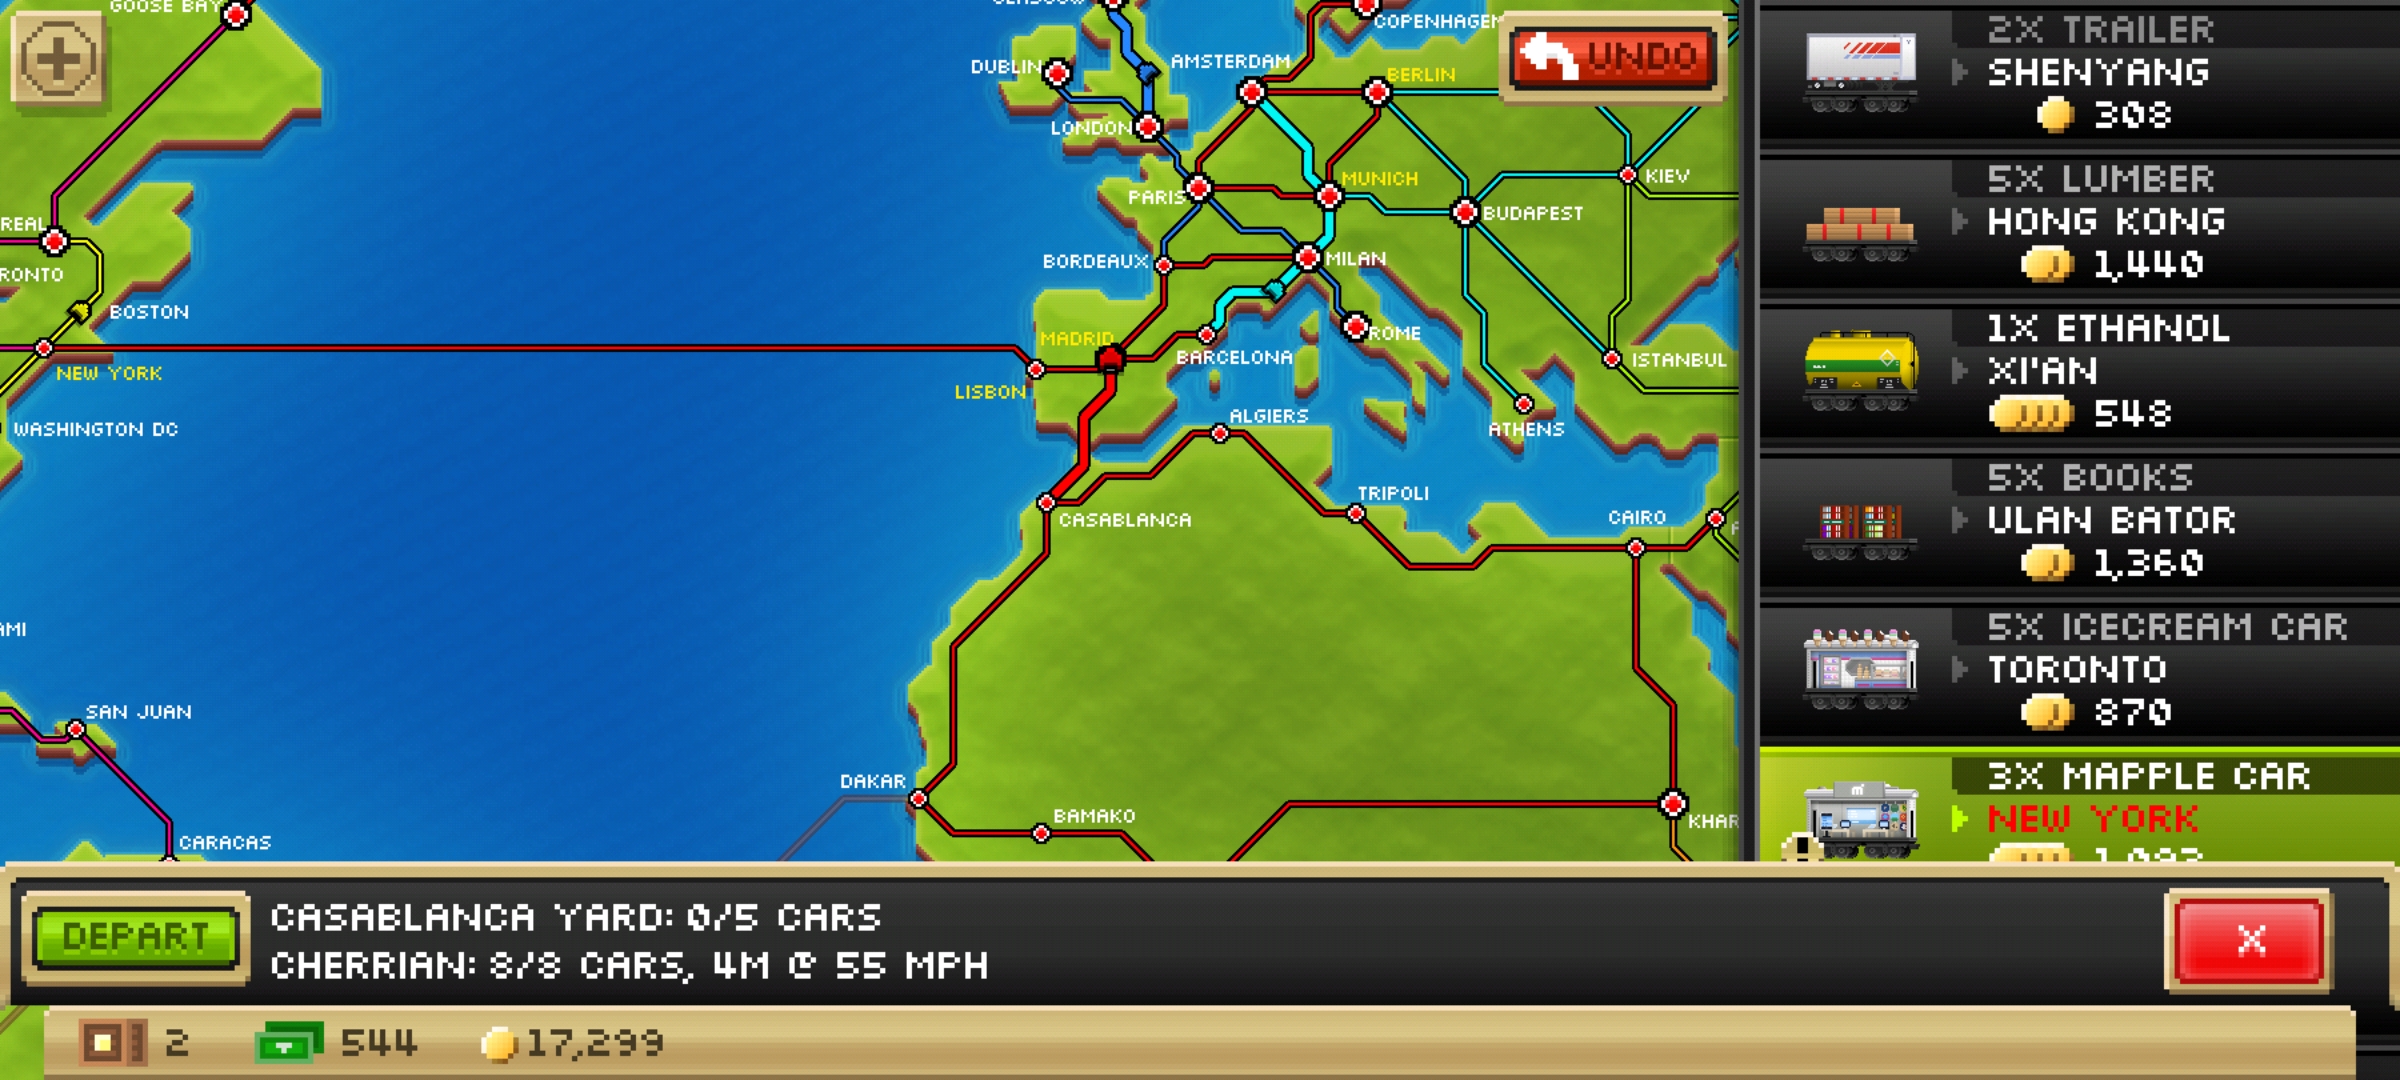 GOOSE BAY
COPENHAGEN
UNDO
DUBLIN
AMSTERDAM
BERLIN
LONDON
MUNICH
KIEV
PARIS
BUDAPEST
REAL
BORDEAUX
MILAN
RONTO
BOSTON
MADRID
ROME
BARCELONA
ISTANBUL
NEW YORK
LISBON
ALGIERS
ATHENS
WASHINGTON DC
TRIPOLI
CASABLANCA
CAIRO
AMI
SAN JUAN
DAKAR
BAMAKO
KHAR
CARACAS
2X TRAILER
SHENYANG
308
5X LUMBER
HONG KONG
1,440
1X ETHANOL
XI'AN
548
5X BOOKS
ULAN BATOR
1,360
5X ICECREAM CAR
TORONTO
870
3X MAPPLE CAR
NEW YORK
DEPART
CASABLANCA YARD: 0/5 CARS
CHERRIAN: 8/8 CARS, 4M @ 55 MPH
X
2
544
17,299